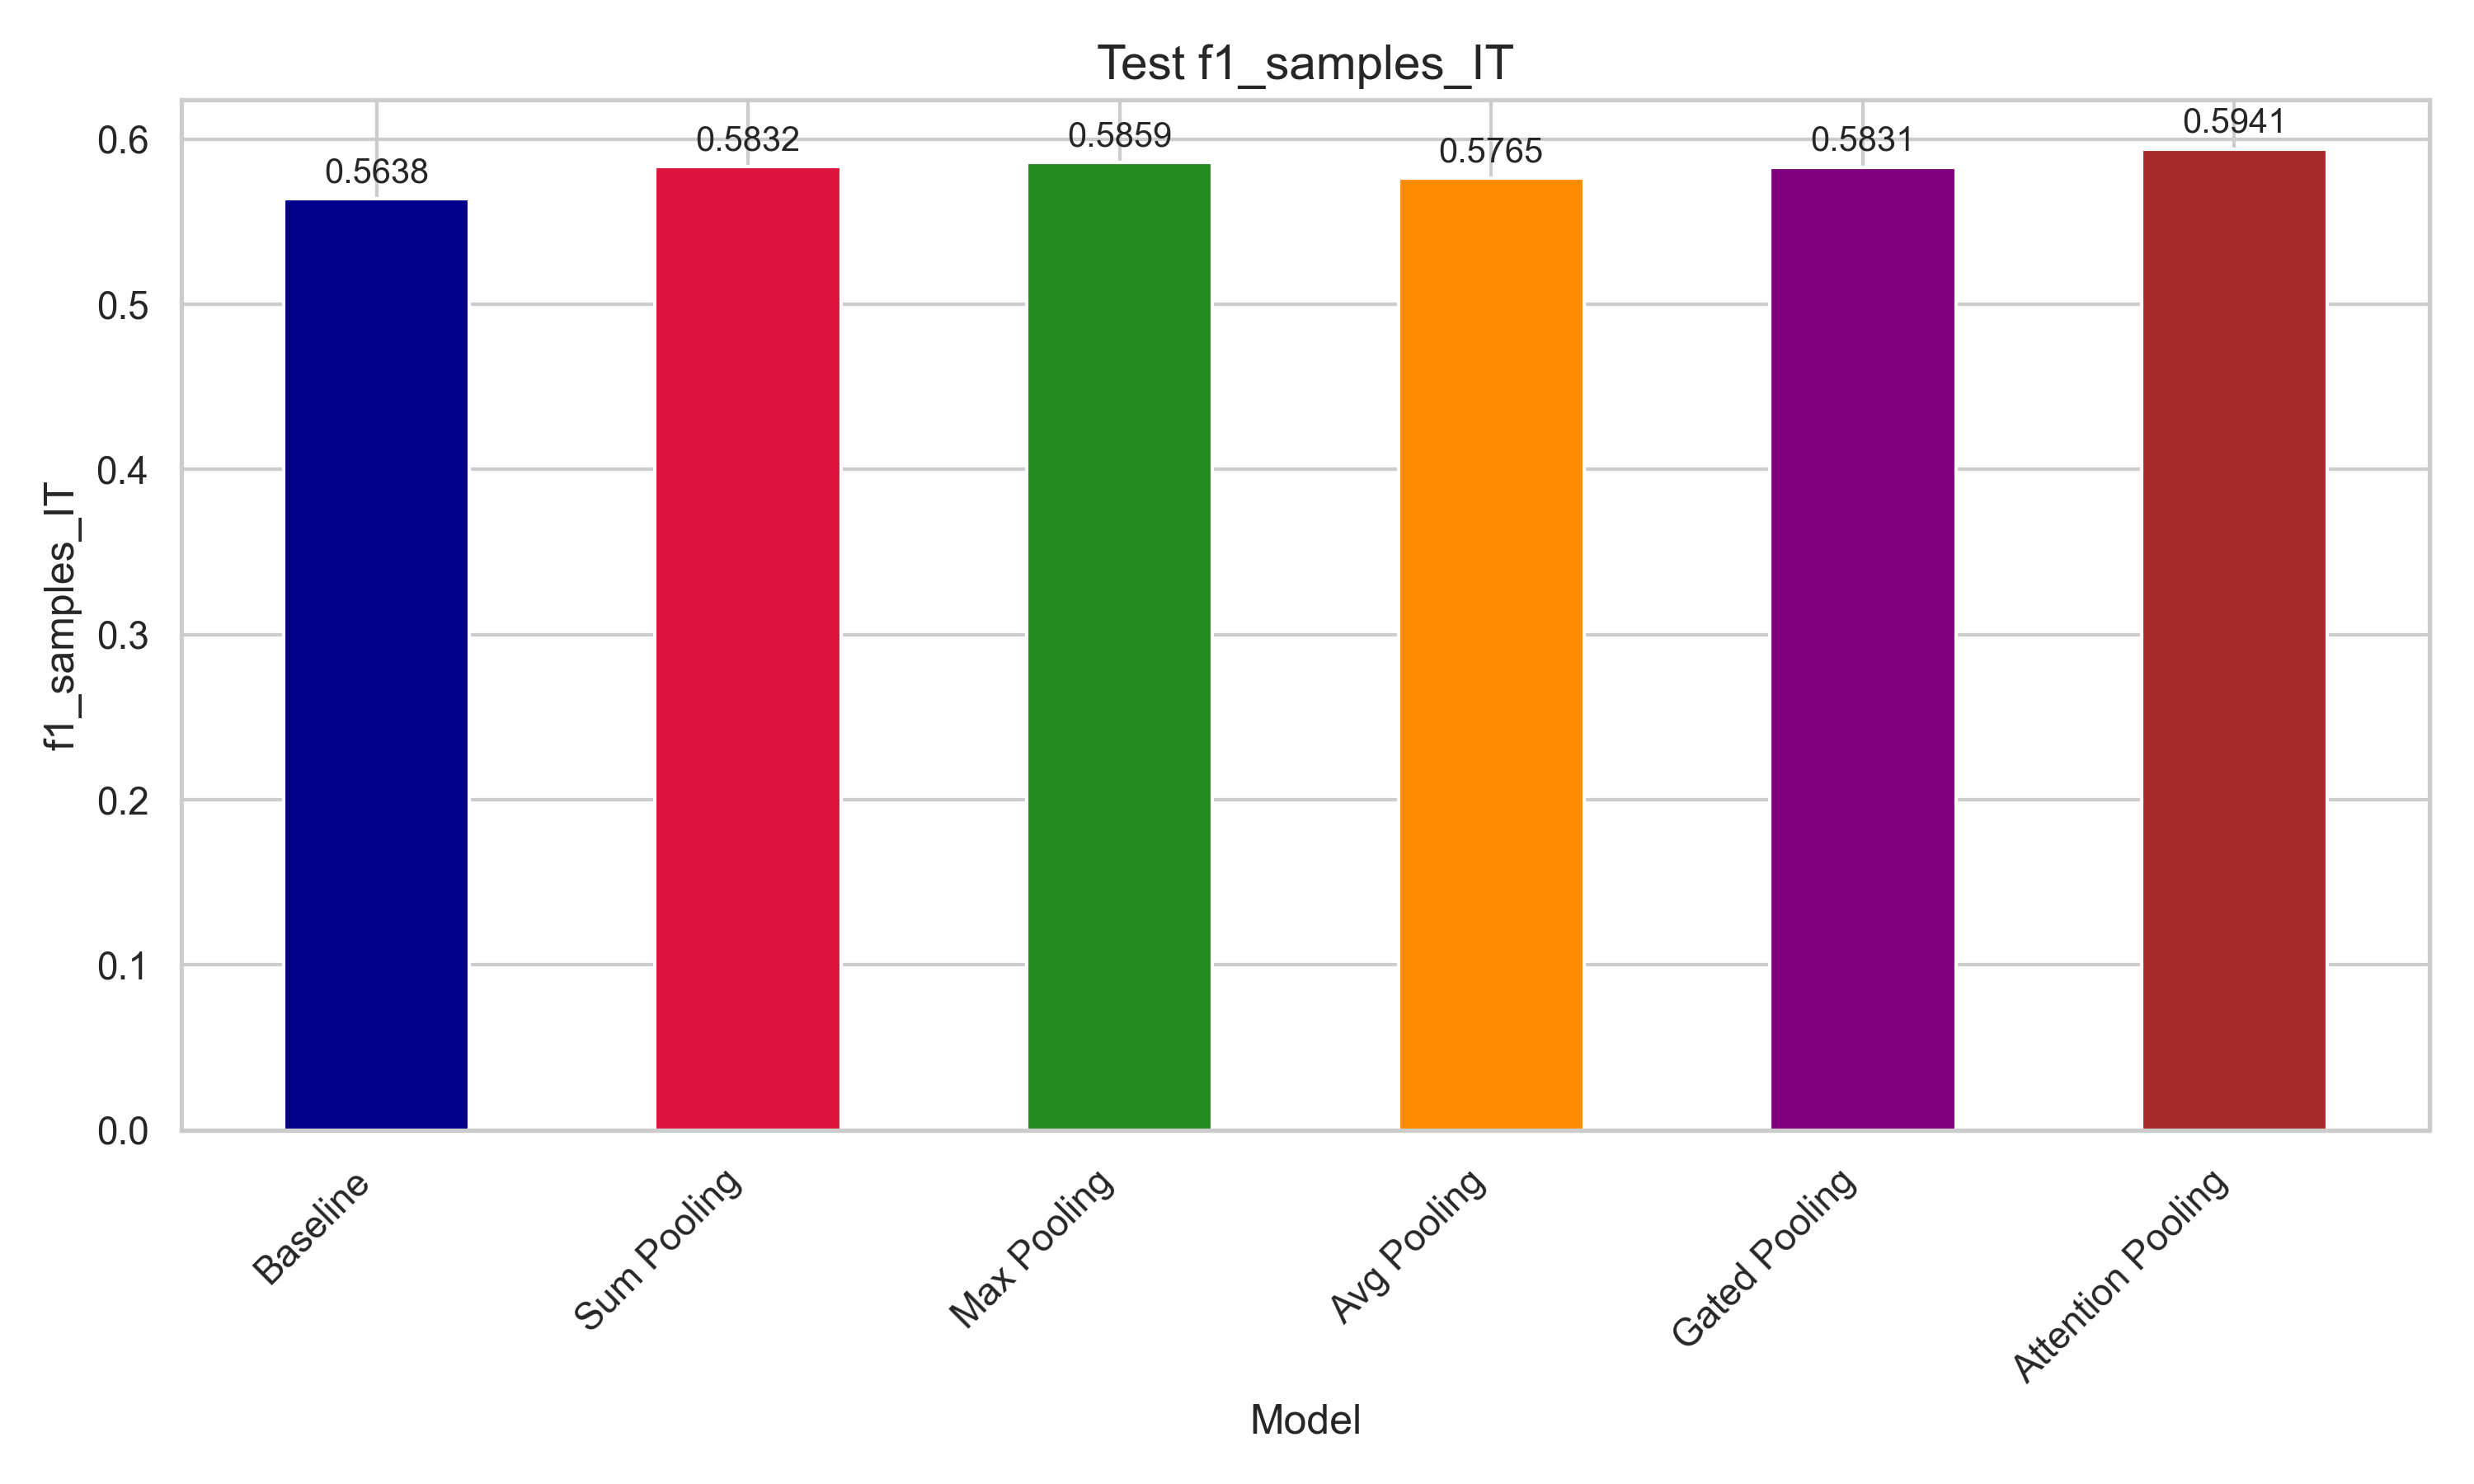 Test f1_samples_IT
0.5638
0.5832
0.5859
0.5765
0.5831
0.5941
0.6
0.5
0.4
0.3
0.2
0.1
0.0
f1_samples_IT
Baseline
Sum Pooling
Max Pooling
Avg Pooling
Gated Pooling
Attention Pooling
Model